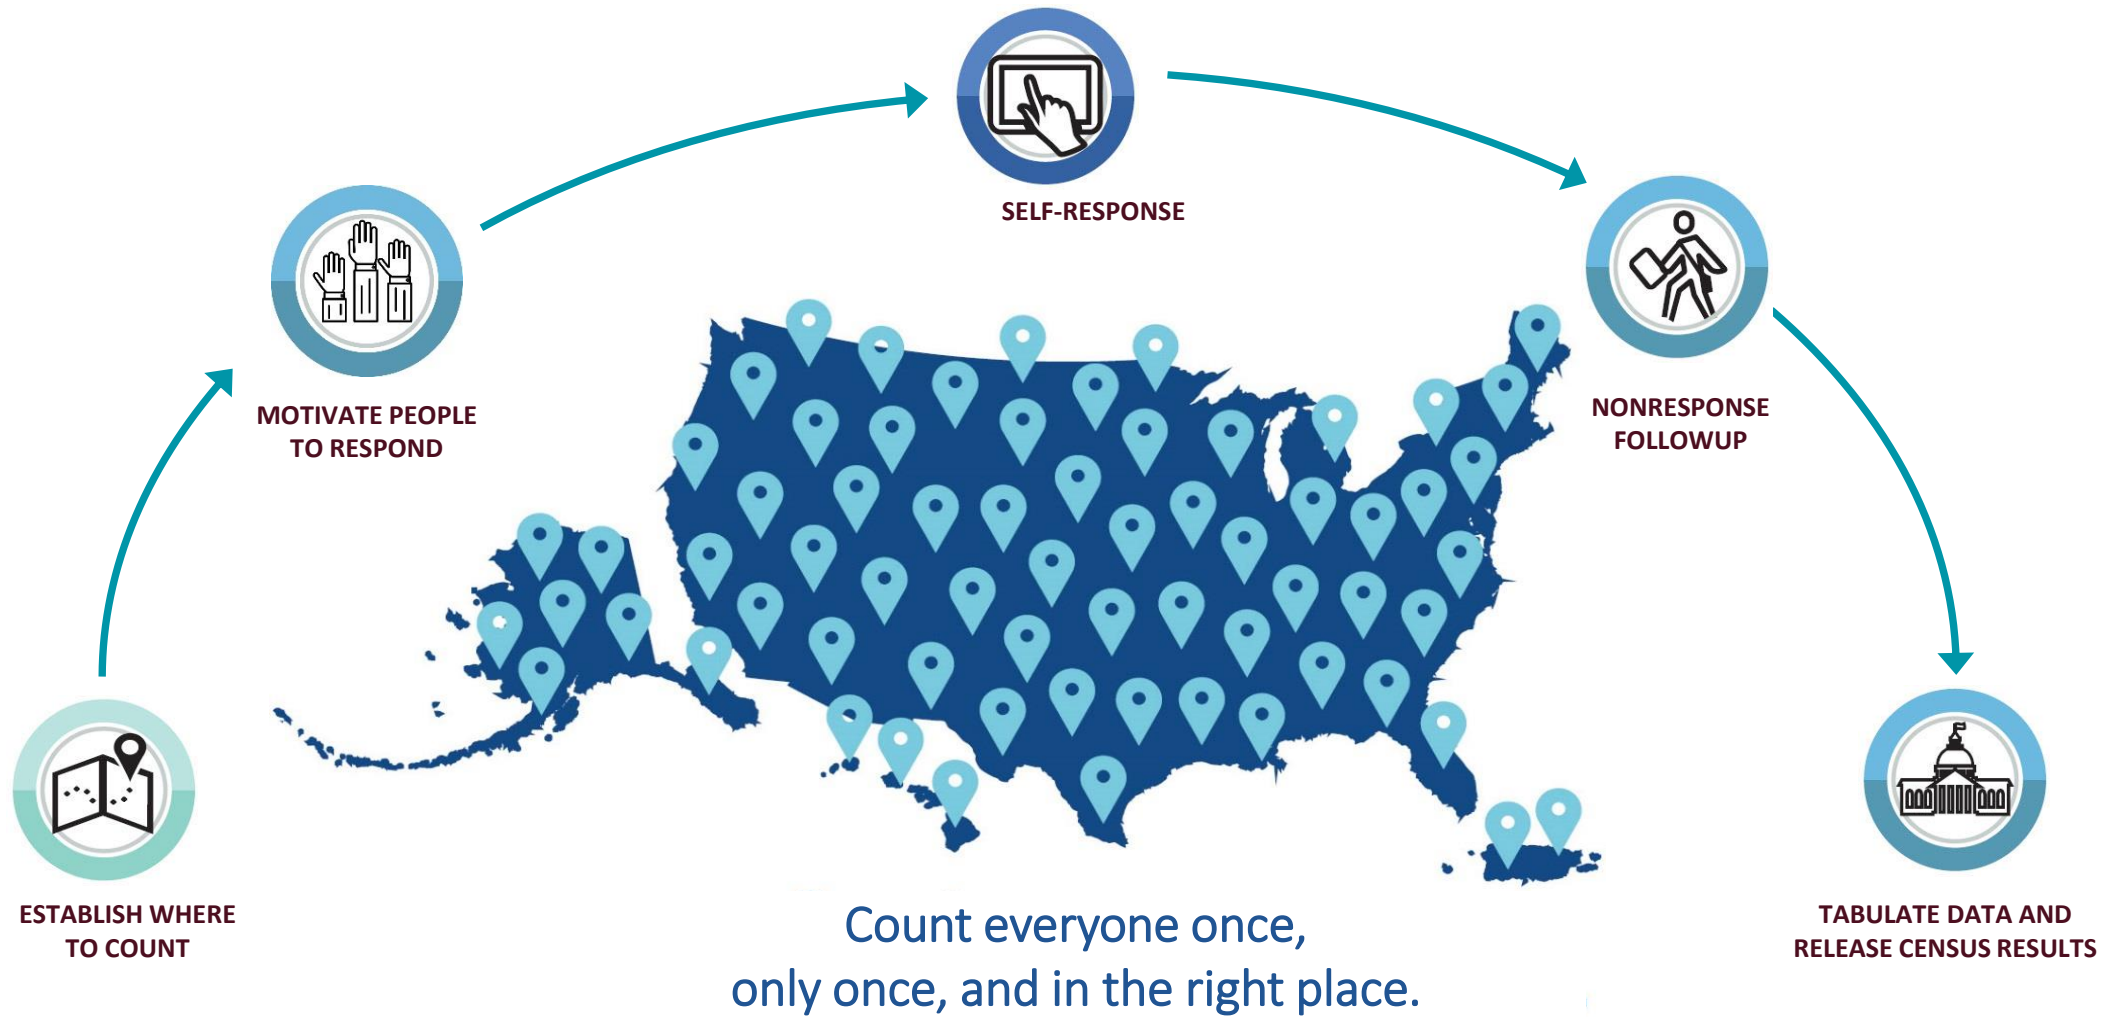 SELF-RESPONSE
MOTIVATE PEOPLE
TO RESPOND
NONRESPONSE
FOLLOWUP
ESTABLISH WHERE
TO COUNT
TABULATE DATA AND
RELEASE CENSUS RESULTS
Count everyone once,
only once, and in the right place.